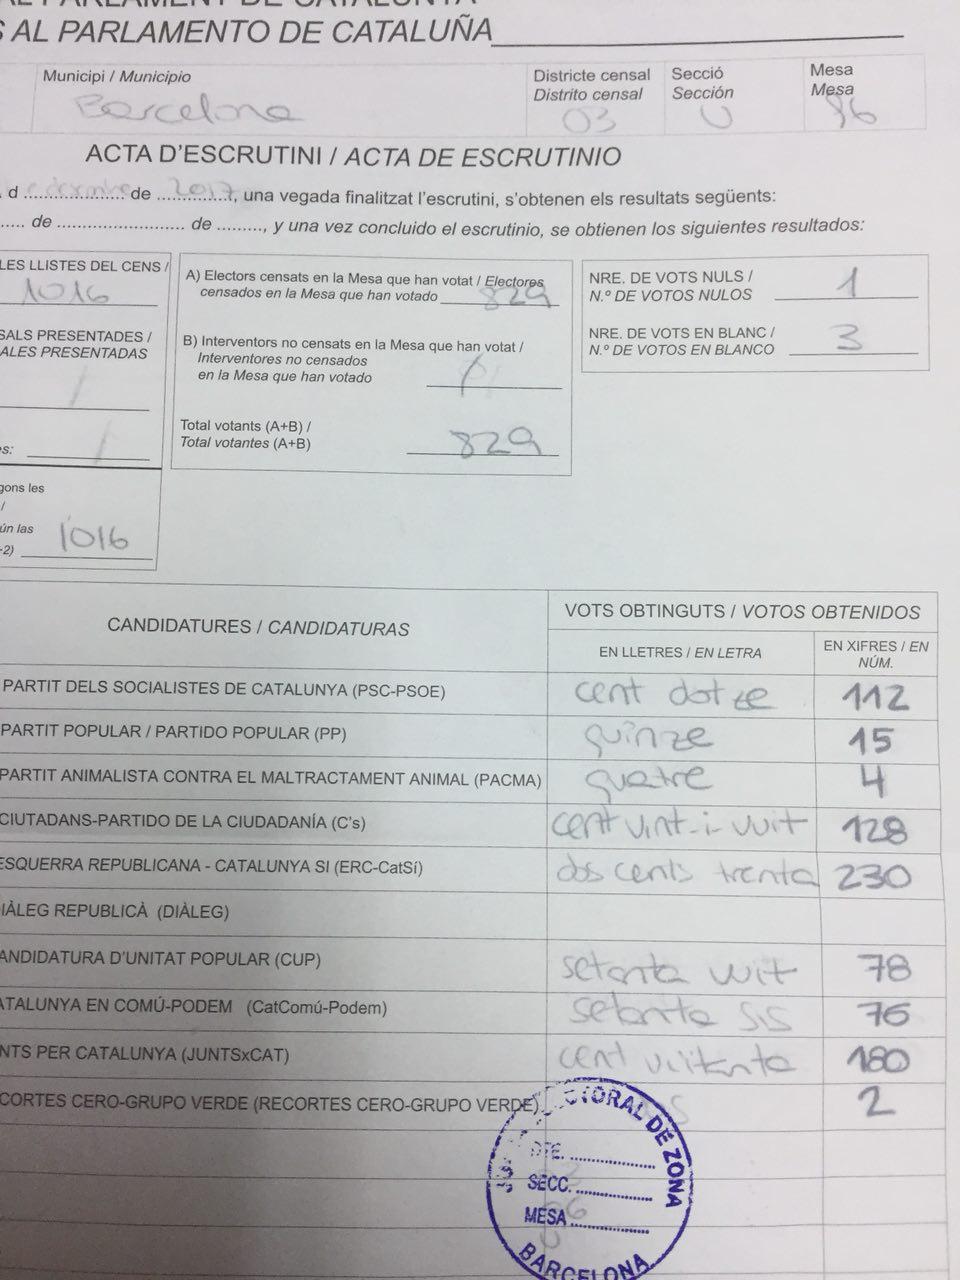 AL PARLAMENT DE CATALUNYA
S AL PARLAMENTO DE CATALUÑA
Municipi / Municipio
Barcelona
Districte censal
Distrito censal
03
Secció
Sección
U
Mesa
Mesa
ACTA D'ESCRUTINI / ACTA DE ESCRUTINIO
d ..................... de 2017, una vegada finalitzat l'escrutini, s'obtenen els resultats següents:
..... de .......................... de ........., y una vez concluido el escrutinio, se obtienen los siguientes resultados:
LES LLISTES DEL CENS /
1016
SALS PRESENTADES /
ALES PRESENTADAS
/
s:
/
gons les
/
ún las
-2) 1016
A) Electors censats en la Mesa que han votat / Electores
censados en la Mesa que han votado 829
B) Interventors no censats en la Mesa que han votat /
Interventores no censados
en la Mesa que han votado
Total votants (A+B) /
Total votantes (A+B) 829
NRE. DE VOTS NULS /
N.º DE VOTOS NULOS 1
NRE. DE VOTS EN BLANC /
N.º DE VOTOS EN BLANCO 3
CANDIDATURES / CANDIDATURAS
VOTS OBTINGUTS / VOTOS OBTENIDOS
EN LLETRES / EN LETRA
EN XIFRES / EN
NÚM.
PARTIT DELS SOCIALISTES DE CATALUNYA (PSC-PSOE) cent dotze 112
PARTIT POPULAR / PARTIDO POPULAR (PP) quinze 15
PARTIT ANIMALISTA CONTRA EL MALTRACTAMENT ANIMAL (PACMA) quatre 4
CIUTADANS-PARTIDO DE LA CIUDADANÍA (C's) cent vint-i-vuit 128
ESQUERRA REPUBLICANA - CATALUNYA SI (ERC-CatSí) dos cents trenta 230
IÀLEG REPUBLICÀ (DIÀLEG)
ANDIDATURA D'UNITAT POPULAR (CUP) setanta vuit 78
ATALUNYA EN COMÚ-PODEM (CatComú-Podem) setanta sis 76
NTS PER CATALUNYA (JUNTSxCAT) cent vuitanta 180
CORTES CERO-GRUPO VERDE (RECORTES CERO-GRUPO VERDE) 2
ECTORAL DE ZONA
DTE. ..................
SECC. ..................
MESA ..................
BARCELONA